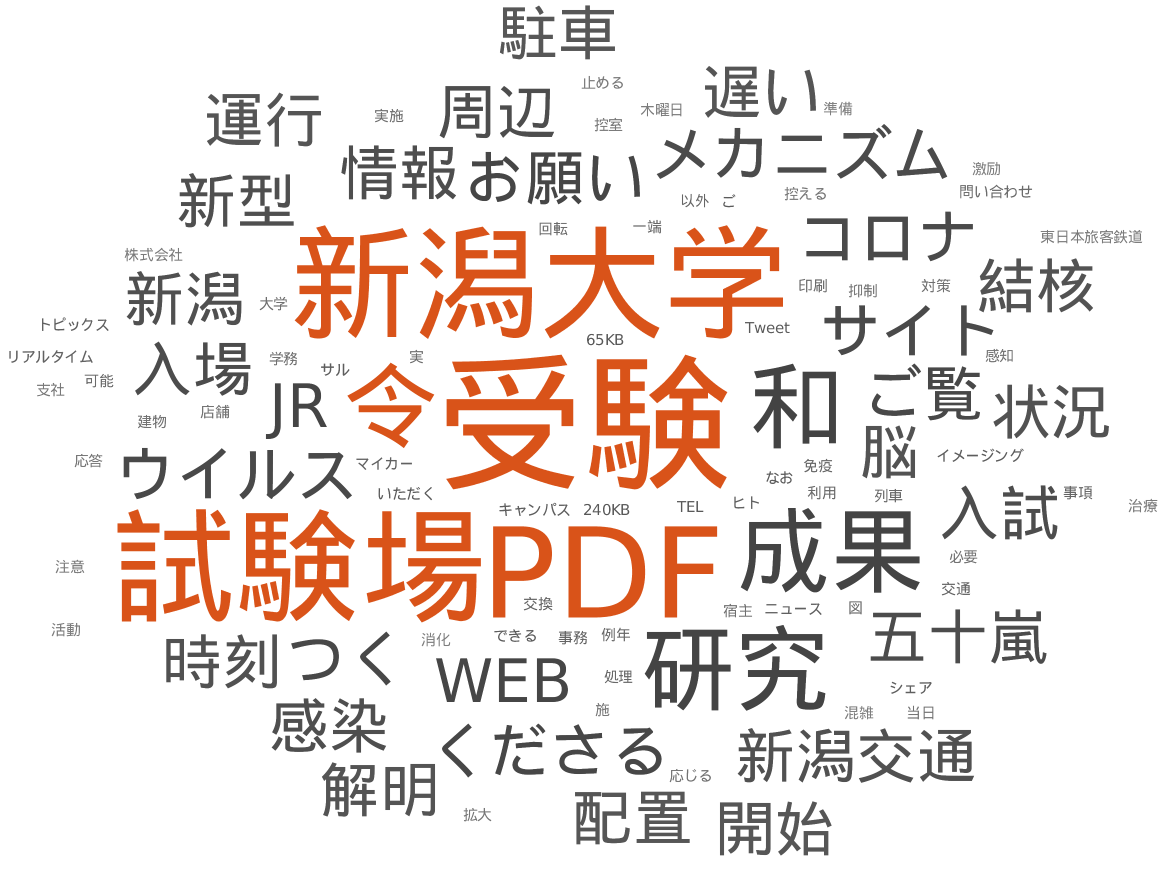 駐車
止める
遅い
運行
実施
周辺
控室
木曜日
準備
情報
お願い
メカニズム
激励
新型
以外
ご
控える
問い合わせ
コロナ
新潟大学
回転
一端
東日本旅客鉄道
株式会社
新潟
大学
印刷
抑制
対策
結核
トピックス
Tweet
サイト
65KB
リアルタイム
入場
学務
サル
実
感知
支社
可能
JR
令
受験
和
ご覧
状況
建物
店舗
脳
応答
ウイルス
マイカー
なお
免疫
イメージング
いただく
利用
列車
入試
事項
キャンパス
240KB
TEL
ヒト
治療
試験場
PDF
成果
必要
注意
交換
宿主
ニュース
図
交通
活動
消化
できる
事務
例年
五十嵐
時刻
つく
WEB
処理
研究
シェア
感染
施
混雑
当日
くださる
新潟交通
応じる
解明
拡大
配置
開始